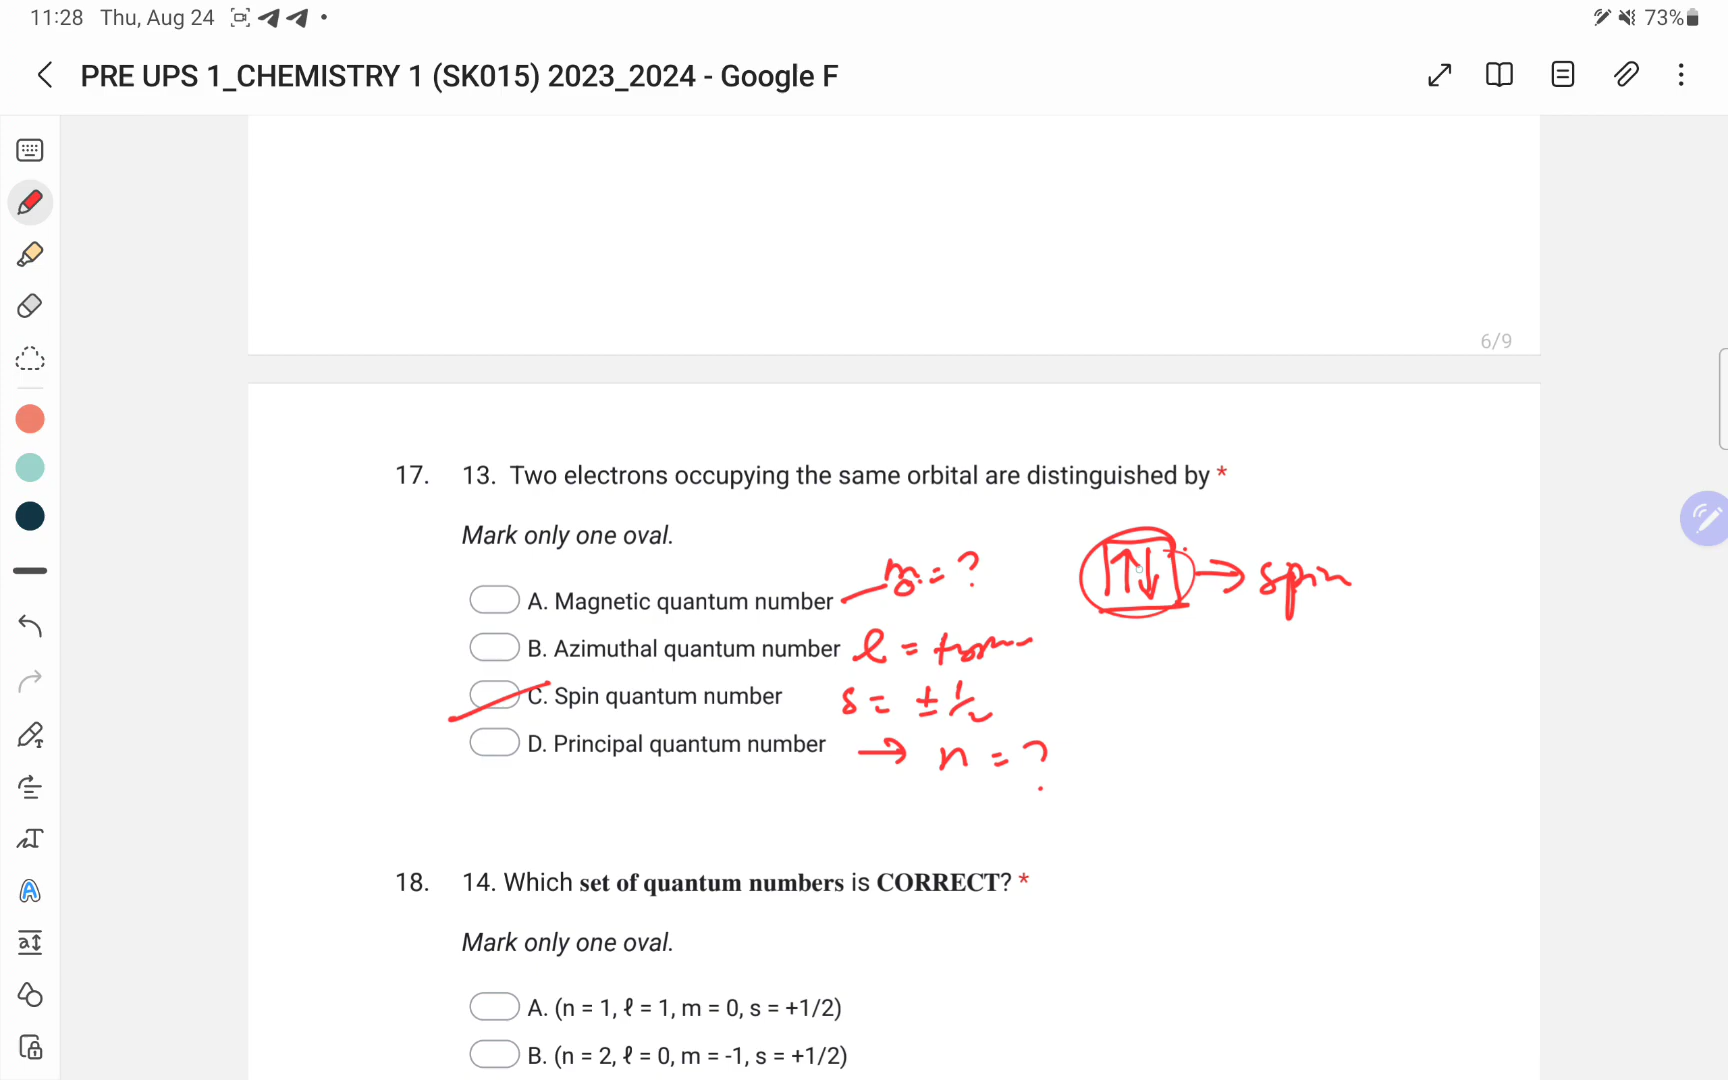 11:28 Thu, Aug 24 73%
PRE UPS 1_CHEMISTRY 1 (SK015) 2023_2024 - Google F
6/9
17. 13. Two electrons occupying the same orbital are distinguished by *
Mark only one oval.
A. Magnetic quantum number = ?
→ spin
B. Azimuthal quantum number ℓ =
C. Spin quantum number s = ± 1/2
D. Principal quantum number → n = ?
18. 14. Which set of quantum numbers is CORRECT? *
Mark only one oval.
A. (n = 1, ℓ = 1, m = 0, s = +1/2)
B. (n = 2, ℓ = 0, m = -1, s = +1/2)